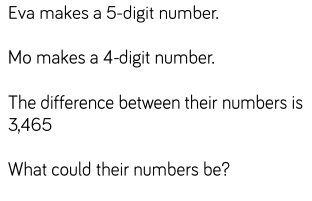 Eva makes a 5-digit number.
Mo makes a 4-digit number.
The difference between their numbers is
3,465
What could their numbers be?